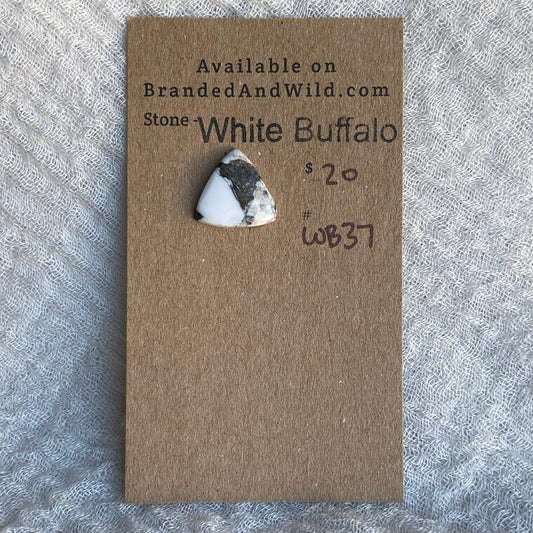 Available on
BrandedAndWild.com
Stone - White Buffalo
$ 20
#
WB37